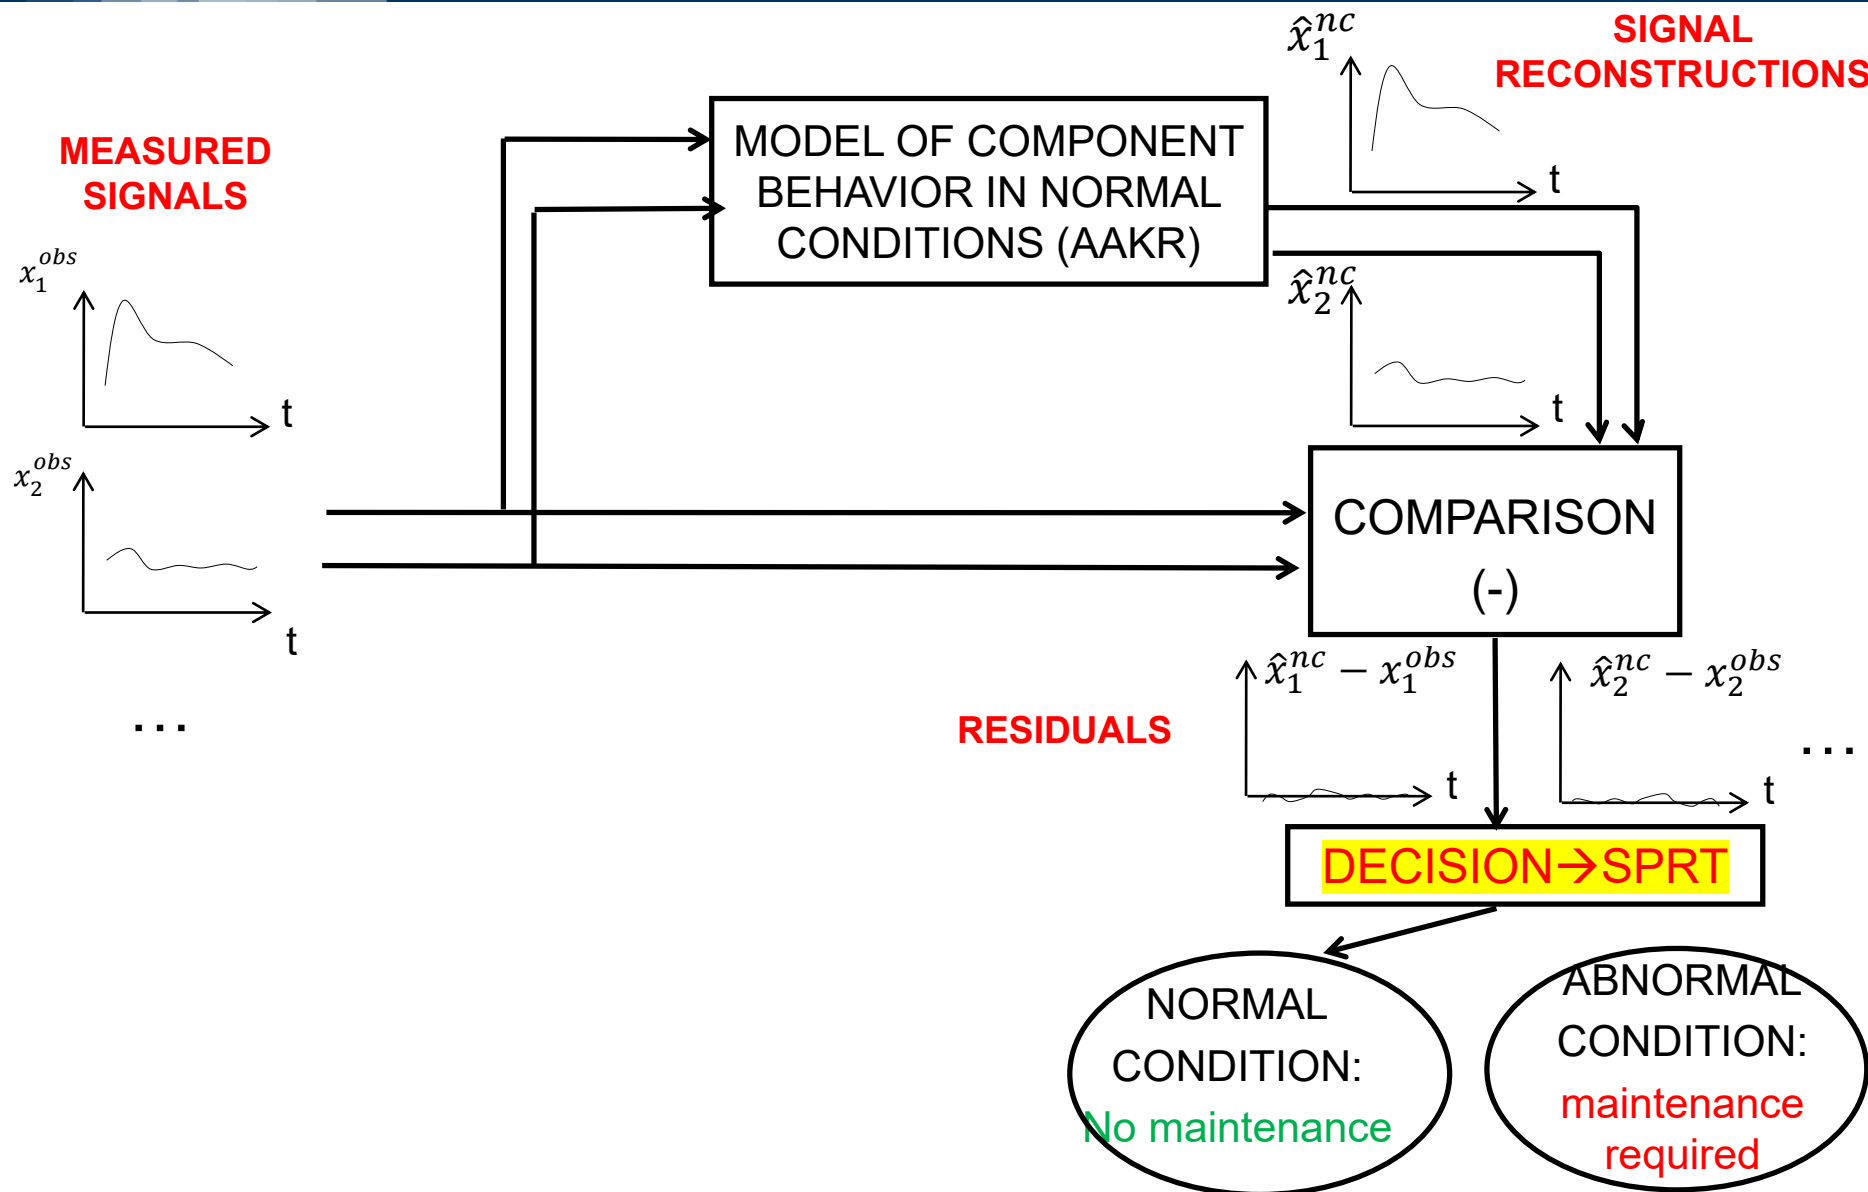 SIGNAL
RECONSTRUCTIONS
MEASURED
SIGNALS
MODEL OF COMPONENT
BEHAVIOR IN NORMAL
CONDITIONS (AAKR)
x̂₁ⁿᶜ
t
x₁ᵒᵇˢ
t
x̂₂ⁿᶜ
t
x₂ᵒᵇˢ
t
...
COMPARISON
(-)
RESIDUALS
x̂₁ⁿᶜ − x₁ᵒᵇˢ
t
x̂₂ⁿᶜ − x₂ᵒᵇˢ
t
...
DECISION→SPRT
NORMAL
CONDITION:
No maintenance
ABNORMAL
CONDITION:
maintenance
required